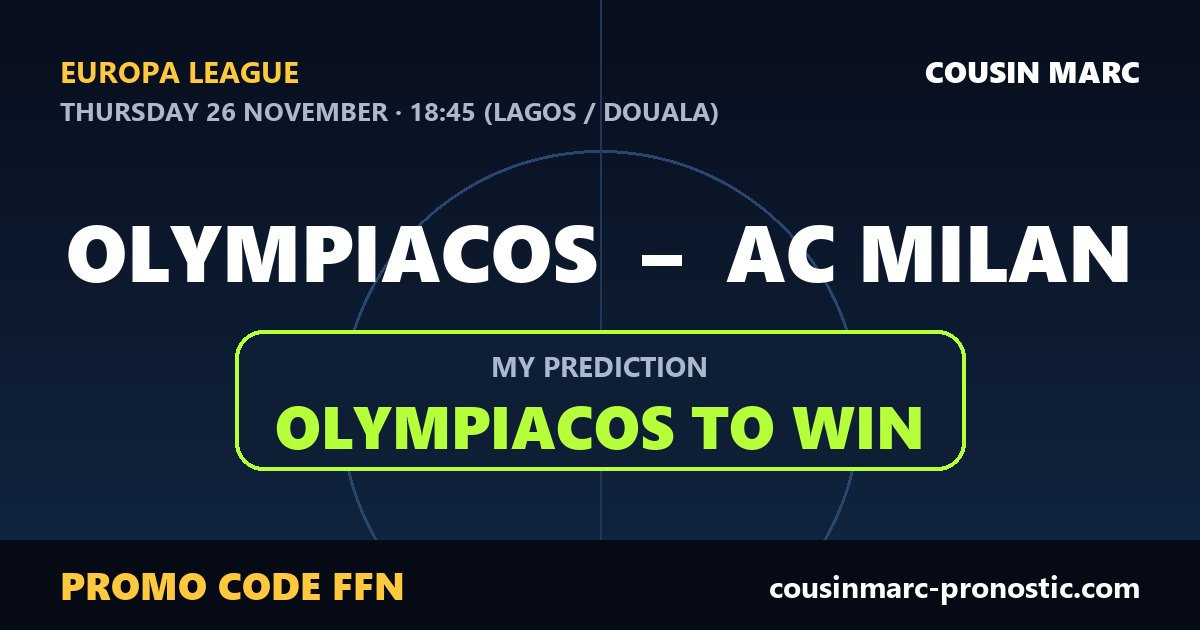 EUROPA LEAGUE
COUSIN MARC
THURSDAY 26 NOVEMBER · 18:45 (LAGOS / DOUALA)
OLYMPIACOS – AC MILAN
MY PREDICTION
OLYMPIACOS TO WIN
PROMO CODE FFN
cousinmarc-pronostic.com